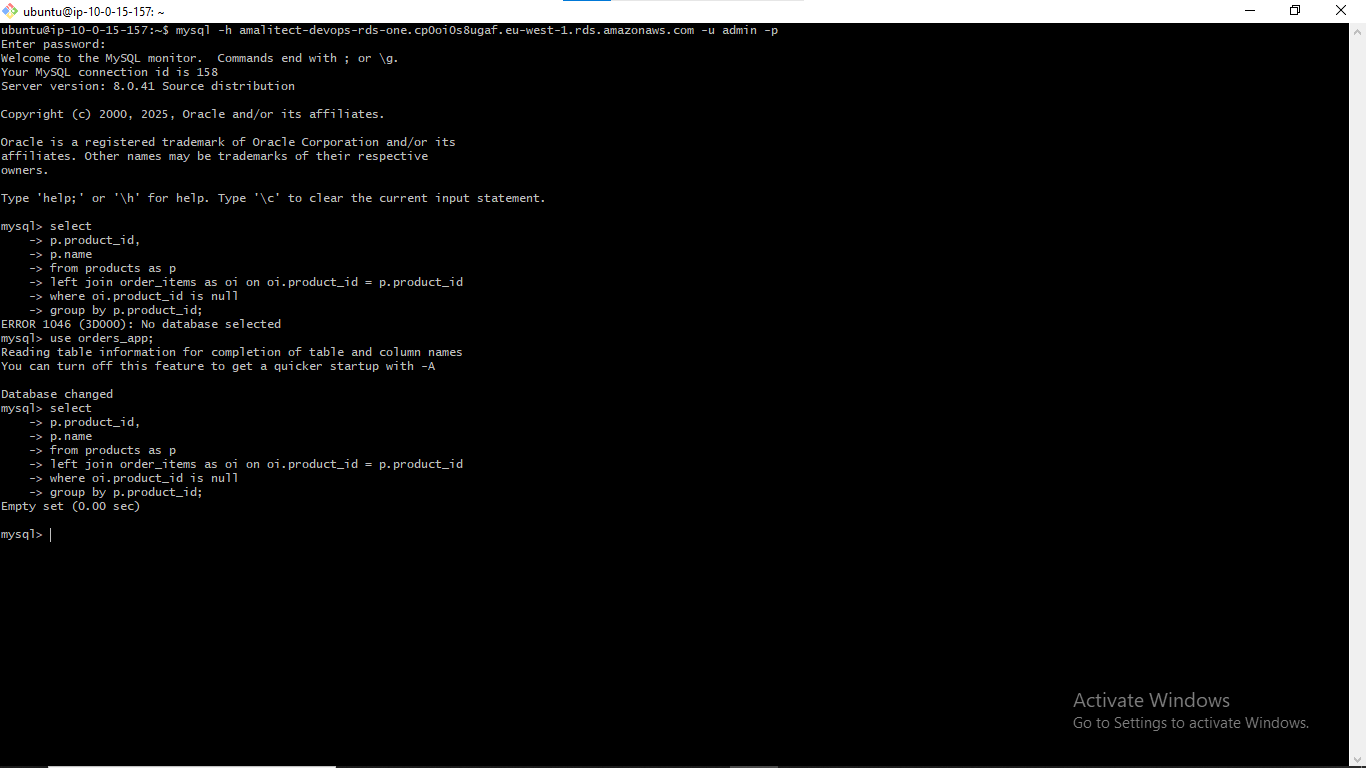 ubuntu@ip-10-0-15-157: ~
ubuntu@ip-10-0-15-157:~$ mysql -h amalitect-devops-rds-one.cp0oi0s8ugaf.eu-west-1.rds.amazonaws.com -u admin -p
Enter password:
Welcome to the MySQL monitor.  Commands end with ; or \g.
Your MySQL connection id is 158
Server version: 8.0.41 Source distribution
Copyright (c) 2000, 2025, Oracle and/or its affiliates.
Oracle is a registered trademark of Oracle Corporation and/or its
affiliates. Other names may be trademarks of their respective
owners.
Type 'help;' or '\h' for help. Type '\c' to clear the current input statement.
mysql> select
    -> p.product_id,
    -> p.name
    -> from products as p
    -> left join order_items as oi on oi.product_id = p.product_id
    -> where oi.product_id is null
    -> group by p.product_id;
ERROR 1046 (3D000): No database selected
mysql> use orders_app;
Reading table information for completion of table and column names
You can turn off this feature to get a quicker startup with -A
Database changed
mysql> select
    -> p.product_id,
    -> p.name
    -> from products as p
    -> left join order_items as oi on oi.product_id = p.product_id
    -> where oi.product_id is null
    -> group by p.product_id;
Empty set (0.00 sec)
mysql>
Activate Windows
Go to Settings to activate Windows.